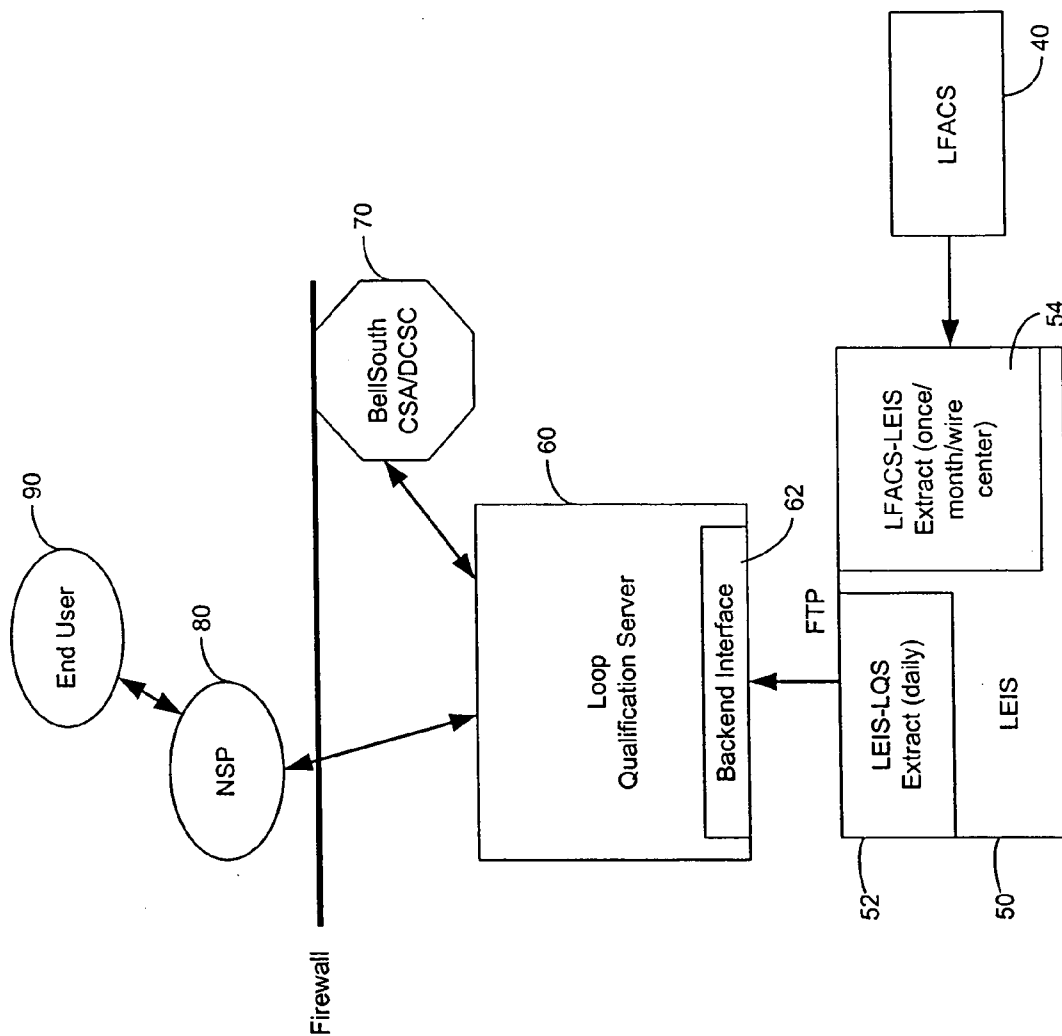 90
End User
80
NSP
Firewall
70
BellSouth
CSA/DCSC
60
Loop
Qualification Server
62
Backend Interface
FTP
52
LEIS-LQS
Extract (daily)
LFACS-LEIS
Extract (once/
month/wire
center)
54
LFACS
40
50
LEIS